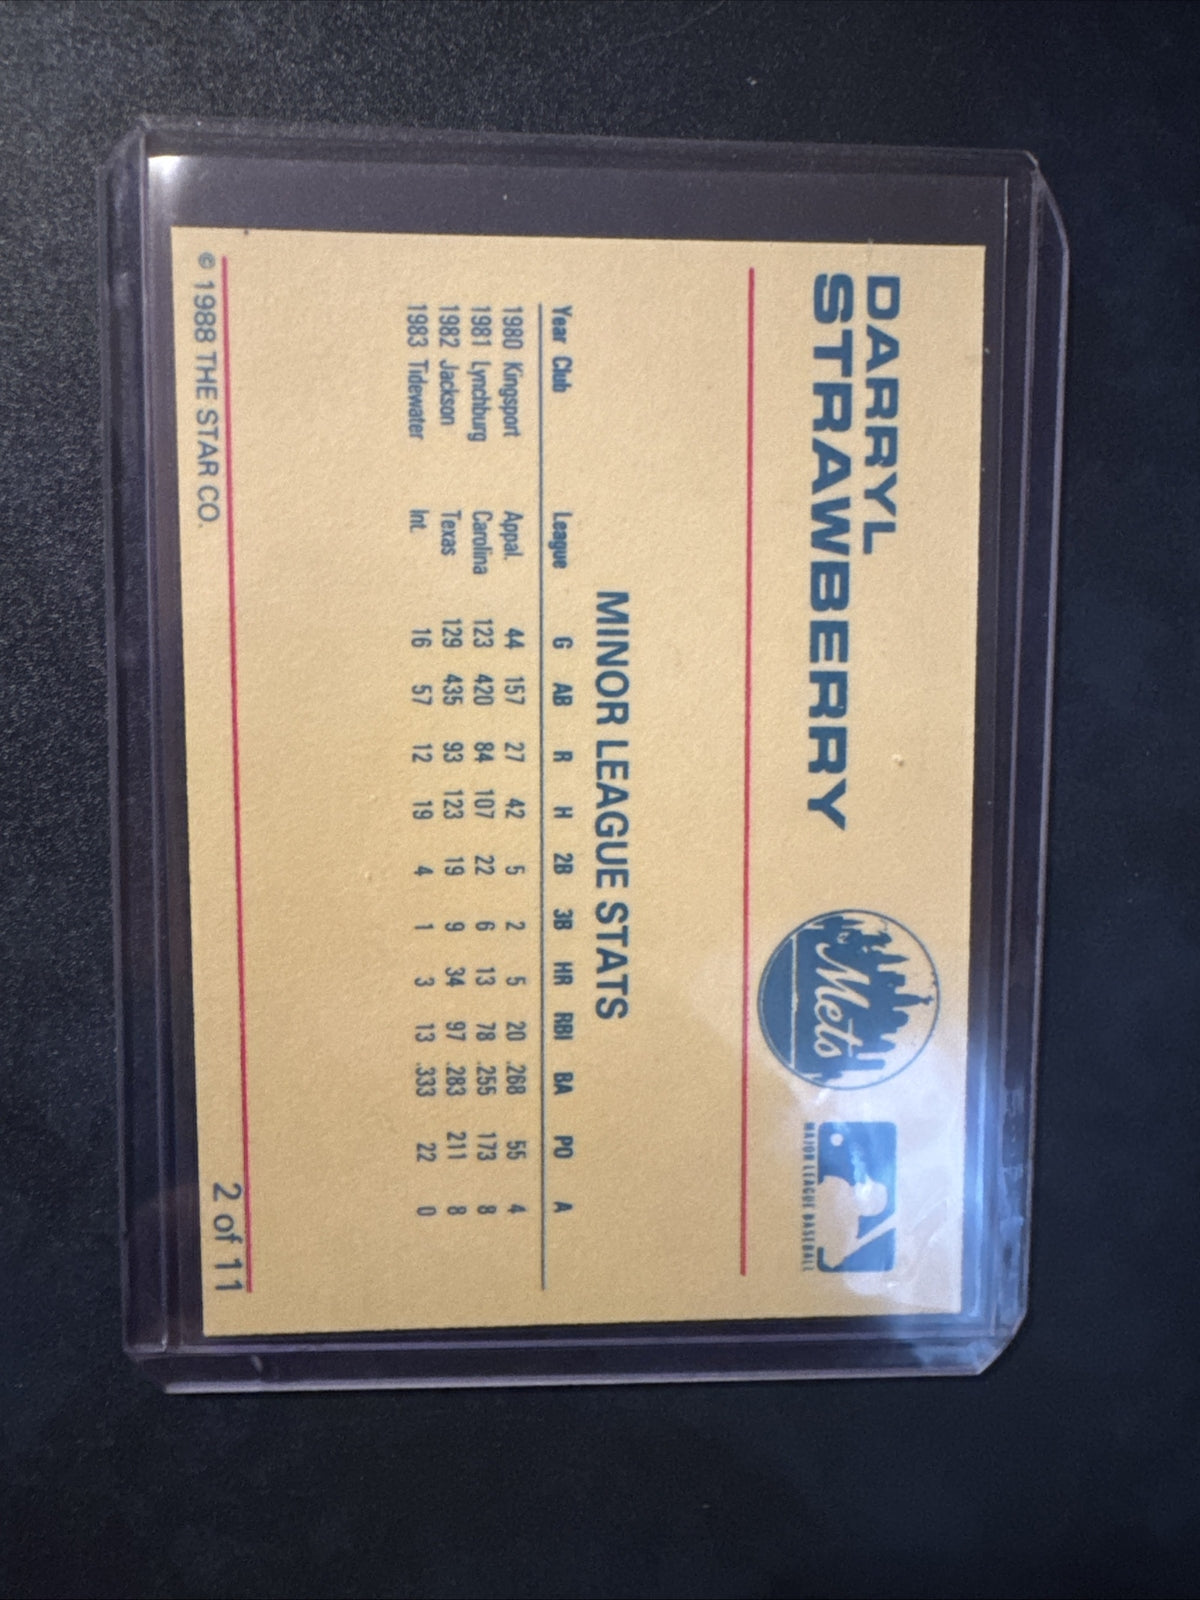 DARRYL
STRAWBERRY
Mets
MAJOR LEAGUE BASEBALL
MINOR LEAGUE STATS
Year Club League G AB R H 2B 3B HR RBI BA PO A
1980 Kingsport Appal. 44 157 27 42 5 2 5 20 .268 55 4
1981 Lynchburg Carolina 123 420 84 107 22 6 13 78 .255 173 8
1982 Jackson Texas 129 435 93 123 19 9 34 97 .283 211 8
1983 Tidewater Int. 16 57 12 19 4 1 3 13 .333 22 0
© 1988 THE STAR CO.
2 of 11